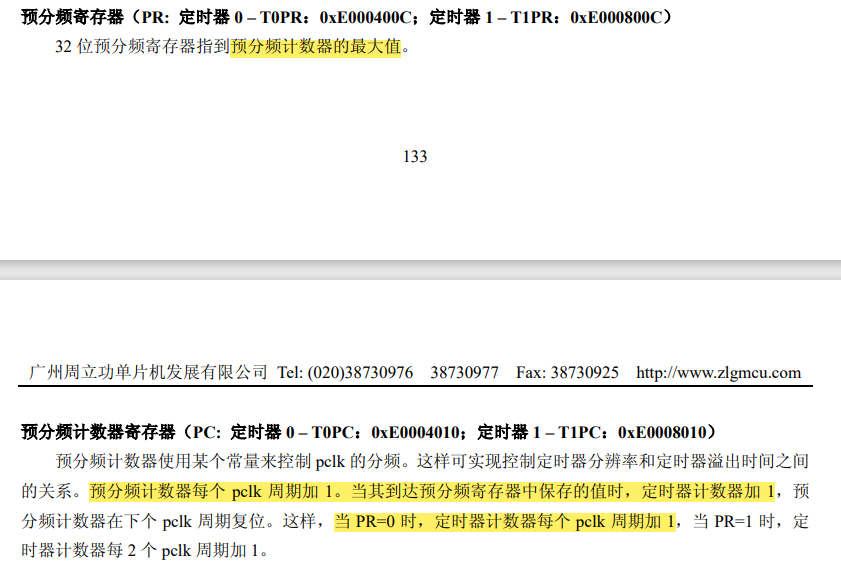 预分频寄存器（PR: 定时器 0 – T0PR：0xE000400C；定时器 1 – T1PR：0xE000800C）
32 位预分频寄存器指到预分频计数器的最大值。
133
广州周立功单片机发展有限公司 Tel: (020)38730976 38730977 Fax: 38730925 http://www.zlgmcu.com
预分频计数器寄存器（PC: 定时器 0 – T0PC：0xE0004010；定时器 1 – T1PC：0xE0008010）
预分频计数器使用某个常量来控制 pclk 的分频。这样可实现控制定时器分辨率和定时器溢出时间之间
的关系。预分频计数器每个 pclk 周期加 1。当其到达预分频寄存器中保存的值时，定时器计数器加 1，预
分频计数器在下个 pclk 周期复位。这样，当 PR=0 时，定时器计数器每个 pclk 周期加 1，当 PR=1 时，定
时器计数器每 2 个 pclk 周期加 1。